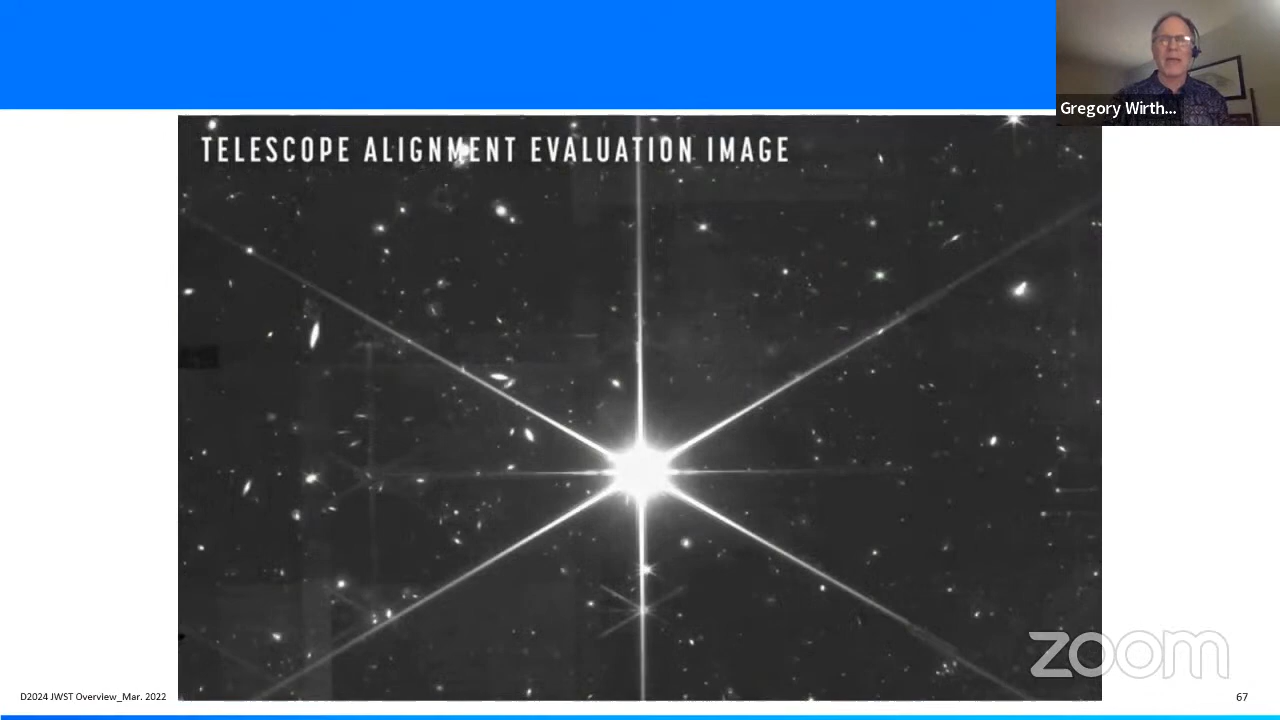 Gregory Wirth...
TELESCOPE ALIGNMENT EVALUATION IMAGE
zoom
D2024 JWST Overview_Mar. 2022
67